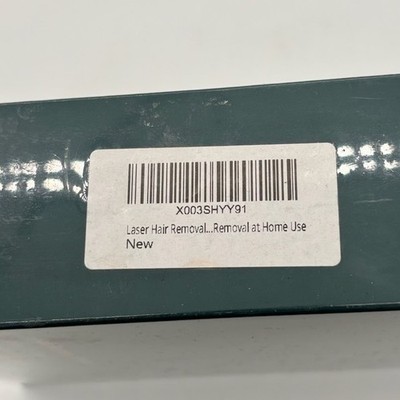 X003SHYY91
Laser Hair Removal...Removal at Home Use
New